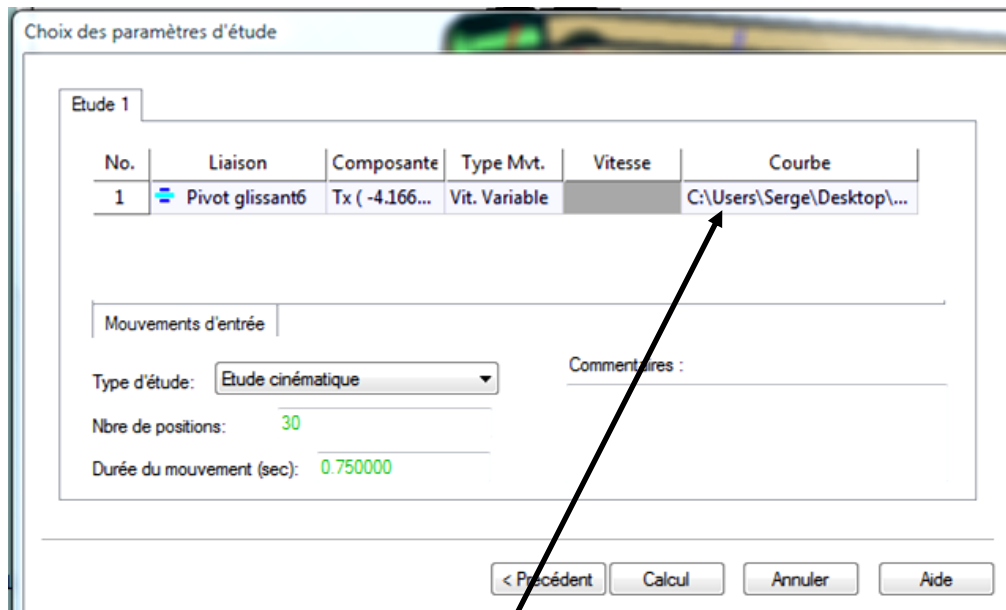 Choix des paramètres d'étude
Etude 1
No. Liaison Composante Type Mvt. Vitesse Courbe
1 Pivot glissant6 Tx ( -4.166... Vit. Variable C:\Users\Serge\Desktop\...
Mouvements d'entrée
Type d'étude: Etude cinématique Commentaires :
Nbre de positions: 30
Durée du mouvement (sec): 0.750000
< Précédent Calcul Annuler Aide